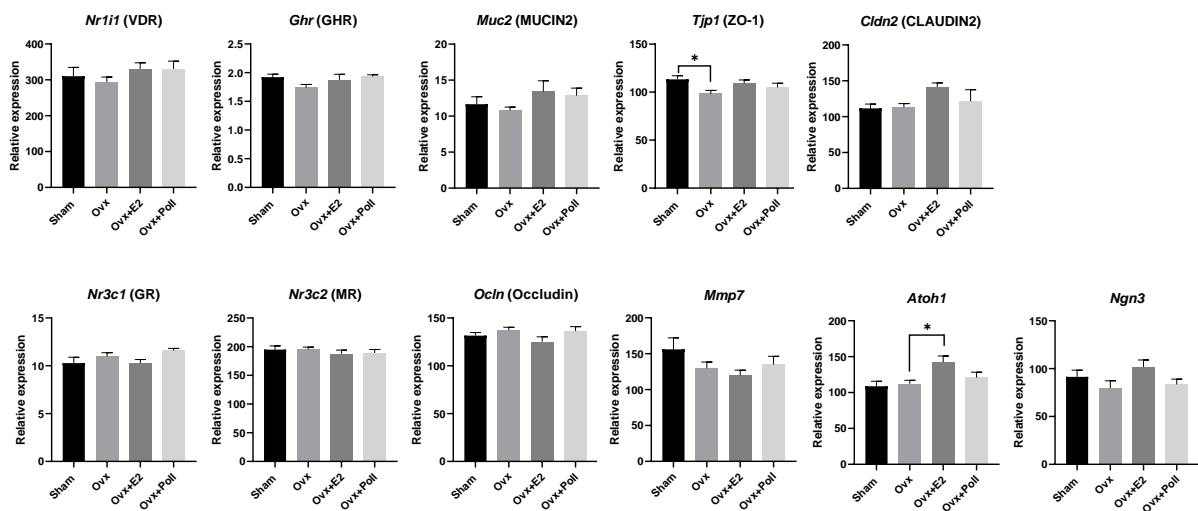 Nr1i1 (VDR)
Relative expression
400
300
200
100
0
Sham
Ovx
Ovx+E2
Ovx+Poll
Ghr (GHR)
Relative expression
2.5
2.0
1.5
1.0
0.5
0.0
Sham
Ovx
Ovx+E2
Ovx+Poll
Muc2 (MUCIN2)
Relative expression
20
15
10
5
0
Sham
Ovx
Ovx+E2
Ovx+Poll
Tjp1 (ZO-1)
Relative expression
150
100
50
0
*
Sham
Ovx
Ovx+E2
Ovx+Poll
Cldn2 (CLAUDIN2)
Relative expression
200
150
100
50
0
Sham
Ovx
Ovx+E2
Ovx+Poll
Nr3c1 (GR)
Relative expression
15
10
5
0
Sham
Ovx
Ovx+E2
Ovx+Poll
Nr3c2 (MR)
Relative expression
250
200
150
100
50
0
Sham
Ovx
Ovx+E2
Ovx+Poll
Ocln (Occludin)
Relative expression
150
100
50
0
Sham
Ovx
Ovx+E2
Ovx+Poll
Mmp7
Relative expression
200
150
100
50
0
Sham
Ovx
Ovx+E2
Ovx+Poll
Atoh1
Relative expression
200
150
100
50
0
*
Sham
Ovx
Ovx+E2
Ovx+Poll
Ngn3
Relative expression
150
100
50
0
Sham
Ovx
Ovx+E2
Ovx+Poll